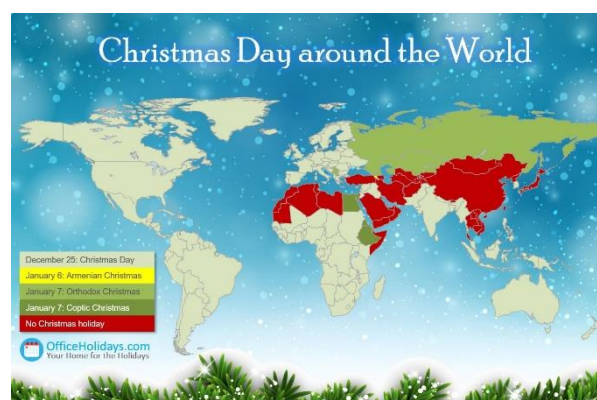 Christmas Day around the World
December 25: Christmas Day
January 6: Armenian Christmas
January 7: Orthodox Christmas
January 7: Coptic Christmas
No Christmas holiday
OfficeHolidays.com
Your Home for the Holidays